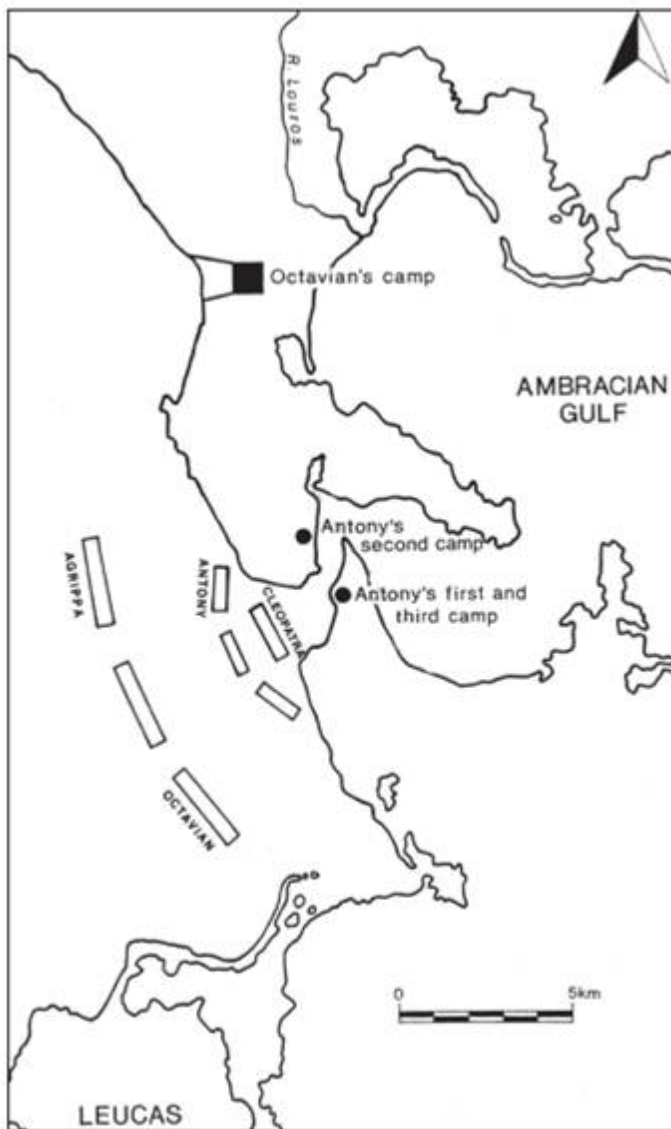 R. Louros
Octavian's camp
AMBRACIAN
GULF
Antony's
second camp
Antony's first and
third camp
AGRIPPA
ANTONY
CLEOPATRA
OCTAVIAN
0 5km
LEUCAS